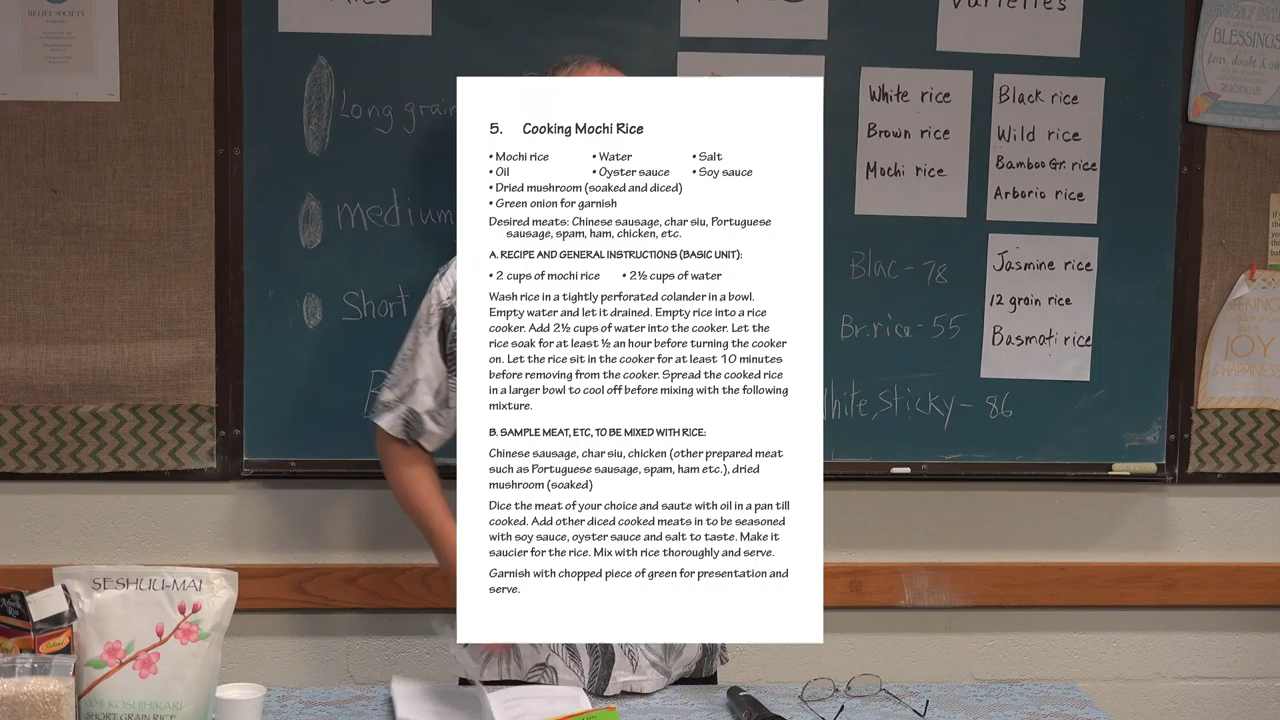 RELIEF SOCIETY
Varieties
BLESSINGS
fear, doubt &
Long grain
medium
Short
White rice
Brown rice
Mochi rice
Black rice
Wild rice
Bamboo Gr. rice
Arborio rice
Jasmine rice
12 grain rice
Basmati rice
Blac - 78
Br. rice - 55
hite, Sticky - 86
SEEKING
JOY
& HAPPINESS
5. Cooking Mochi Rice
• Mochi rice • Water • Salt
• Oil • Oyster sauce • Soy sauce
• Dried mushroom (soaked and diced)
• Green onion for garnish
Desired meats: Chinese sausage, char siu, Portuguese
sausage, spam, ham, chicken, etc.
A. RECIPE AND GENERAL INSTRUCTIONS (BASIC UNIT):
• 2 cups of mochi rice • 2½ cups of water
Wash rice in a tightly perforated colander in a bowl.
Empty water and let it drained. Empty rice into a rice
cooker. Add 2½ cups of water into the cooker. Let the
rice soak for at least ½ an hour before turning the cooker
on. Let the rice sit in the cooker for at least 10 minutes
before removing from the cooker. Spread the cooked rice
in a larger bowl to cool off before mixing with the following
mixture.
B. SAMPLE MEAT, ETC, TO BE MIXED WITH RICE:
Chinese sausage, char siu, chicken (other prepared meat
such as Portuguese sausage, spam, ham etc.), dried
mushroom (soaked)
Dice the meat of your choice and saute with oil in a pan till
cooked. Add other diced cooked meats in to be seasoned
with soy sauce, oyster sauce and salt to taste. Make it
saucier for the rice. Mix with rice thoroughly and serve.
Garnish with chopped piece of green for presentation and
serve.
SESHUU-MAI
100% KOSHIHIKARI
SHORT GRAIN RICE